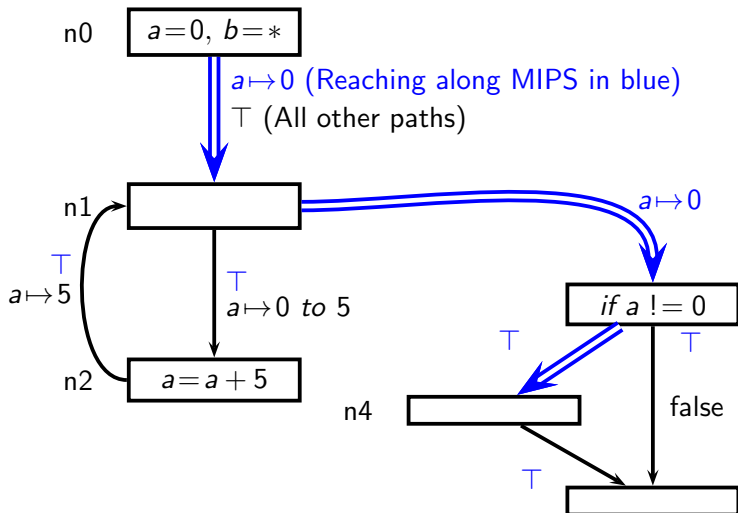 n0
a=0, b=*
a↦0 (Reaching along MIPS in blue)
⊤ (All other paths)
n1
a↦0
⊤
a↦5
⊤
a↦0 to 5
if a != 0
⊤
⊤
n2
a=a+5
n4
false
⊤